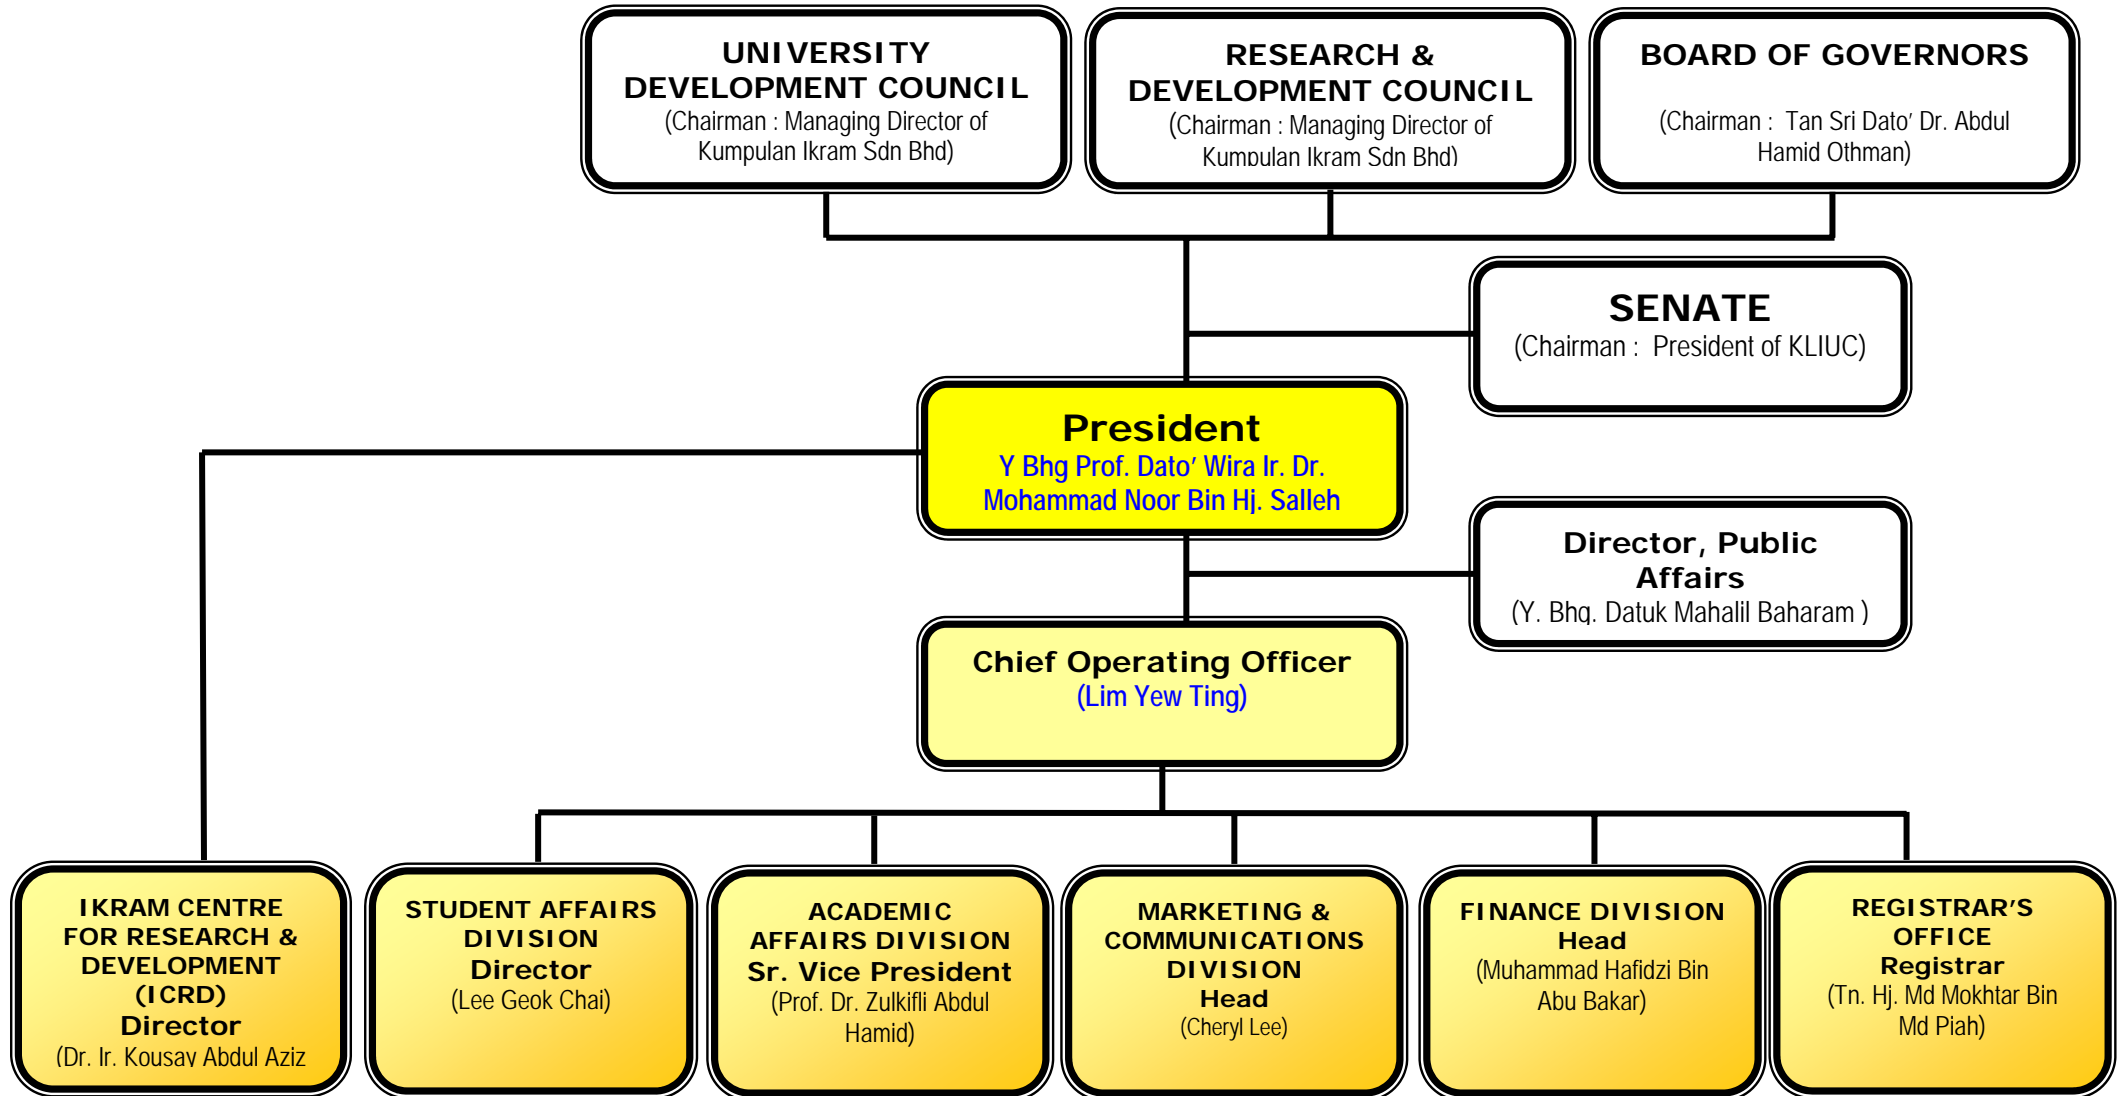 UNIVERSITY
DEVELOPMENT COUNCIL
(Chairman : Managing Director of
Kumpulan Ikram Sdn Bhd)
RESEARCH &
DEVELOPMENT COUNCIL
(Chairman : Managing Director of
Kumpulan Ikram Sdn Bhd)
BOARD OF GOVERNORS
(Chairman : Tan Sri Dato' Dr. Abdul
Hamid Othman)
SENATE
(Chairman : President of KLIUC)
President
Y Bhg Prof. Dato' Wira Ir. Dr.
Mohammad Noor Bin Hj. Salleh
Director, Public
Affairs
(Y. Bhg. Datuk Mahalil Baharam )
Chief Operating Officer
(Lim Yew Ting)
IKRAM CENTRE
FOR RESEARCH &
DEVELOPMENT
(ICRD)
Director
(Dr. Ir. Kousay Abdul Aziz
STUDENT AFFAIRS
DIVISION
Director
(Lee Geok Chai)
ACADEMIC
AFFAIRS DIVISION
Sr. Vice President
(Prof. Dr. Zulkifli Abdul
Hamid)
MARKETING &
COMMUNICATIONS
DIVISION
Head
(Cheryl Lee)
FINANCE DIVISION
Head
(Muhammad Hafidzi Bin
Abu Bakar)
REGISTRAR'S
OFFICE
Registrar
(Tn. Hj. Md Mokhtar Bin
Md Piah)